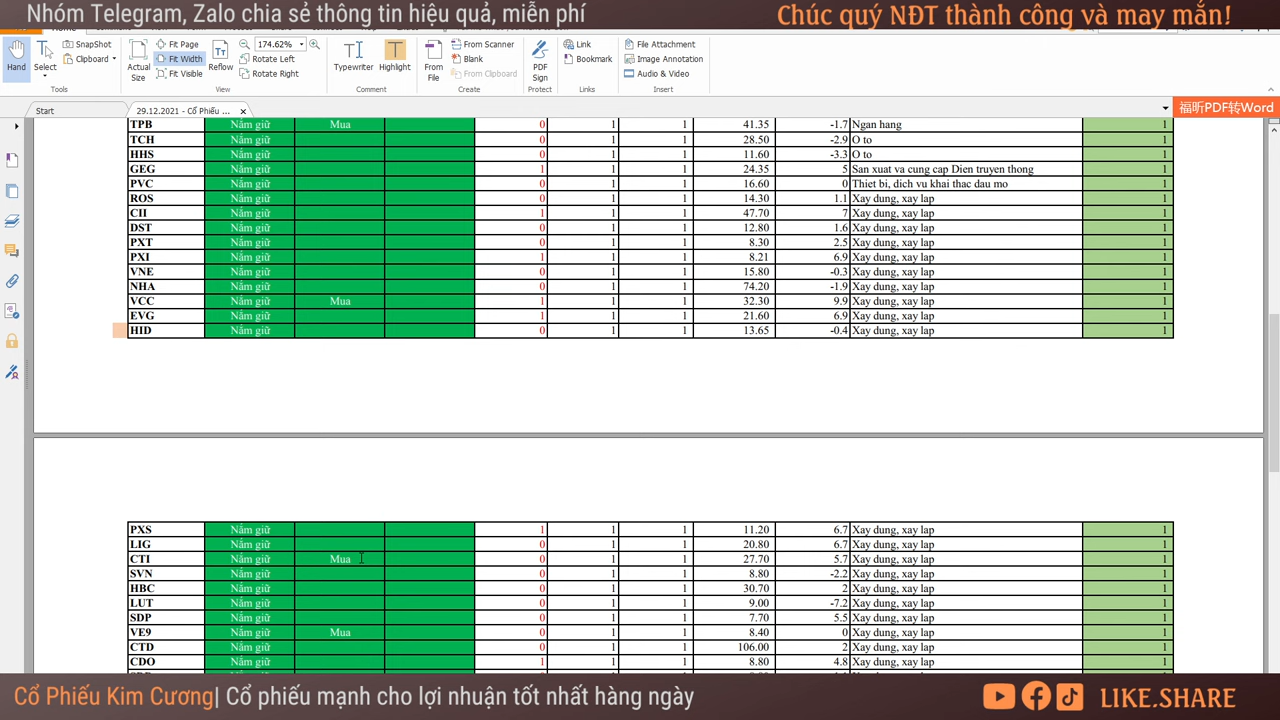 Nhóm Telegram, Zalo chia sẻ thông tin hiệu quả, miễn phí
Chúc quý NĐT thành công và may mắn!
Hand
Select
SnapShot
Clipboard
Tools
Actual Size
Fit Page
Fit Width
Fit Visible
Reflow
174.62%
Rotate Left
Rotate Right
View
Typewriter
Highlight
Comment
From File
From Scanner
Blank
From Clipboard
Create
PDF Sign
Protect
Link
Bookmark
Links
File Attachment
Image Annotation
Audio & Video
Insert
Start
29.12.2021 - Cổ Phiếu ...
福昕PDF转Word
TPB Nắm giữ Mua 0 1 1 41.35 -1.7 Ngan hang 1
TCH Nắm giữ 0 1 1 28.50 -2.9 O to 1
HHS Nắm giữ 0 1 1 11.60 -3.3 O to 1
GEG Nắm giữ 1 1 1 24.35 5 San xuat va cung cap Dien truyen thong 1
PVC Nắm giữ 0 1 1 16.60 0 Thiet bi, dich vu khai thac dau mo 1
ROS Nắm giữ 0 1 1 14.30 1.1 Xay dung, xay lap 1
CII Nắm giữ 1 1 1 47.70 7 Xay dung, xay lap 1
DST Nắm giữ 0 1 1 12.80 1.6 Xay dung, xay lap 1
PXT Nắm giữ 0 1 1 8.30 2.5 Xay dung, xay lap 1
PXI Nắm giữ 1 1 1 8.21 6.9 Xay dung, xay lap 1
VNE Nắm giữ 0 1 1 15.80 -0.3 Xay dung, xay lap 1
NHA Nắm giữ 0 1 1 74.20 -1.9 Xay dung, xay lap 1
VCC Nắm giữ Mua 1 1 1 32.30 9.9 Xay dung, xay lap 1
EVG Nắm giữ 1 1 1 21.60 6.9 Xay dung, xay lap 1
HID Nắm giữ 0 1 1 13.65 -0.4 Xay dung, xay lap 1
PXS Nắm giữ 1 1 1 11.20 6.7 Xay dung, xay lap 1
LIG Nắm giữ 0 1 1 20.80 6.7 Xay dung, xay lap 1
CTI Nắm giữ Mua 0 1 1 27.70 5.7 Xay dung, xay lap 1
SVN Nắm giữ 0 1 1 8.80 -2.2 Xay dung, xay lap 1
HBC Nắm giữ 0 1 1 30.70 2 Xay dung, xay lap 1
LUT Nắm giữ 0 1 1 9.00 -7.2 Xay dung, xay lap 1
SDP Nắm giữ 0 1 1 7.70 5.5 Xay dung, xay lap 1
VE9 Nắm giữ Mua 0 1 1 8.40 0 Xay dung, xay lap 1
CTD Nắm giữ 0 1 1 106.00 2 Xay dung, xay lap 1
CDO Nắm giữ 1 1 1 8.80 4.8 Xay dung, xay lap 1
Cổ Phiếu Kim Cương| Cổ phiếu mạnh cho lợi nhuận tốt nhất hàng ngày
LIKE.SHARE